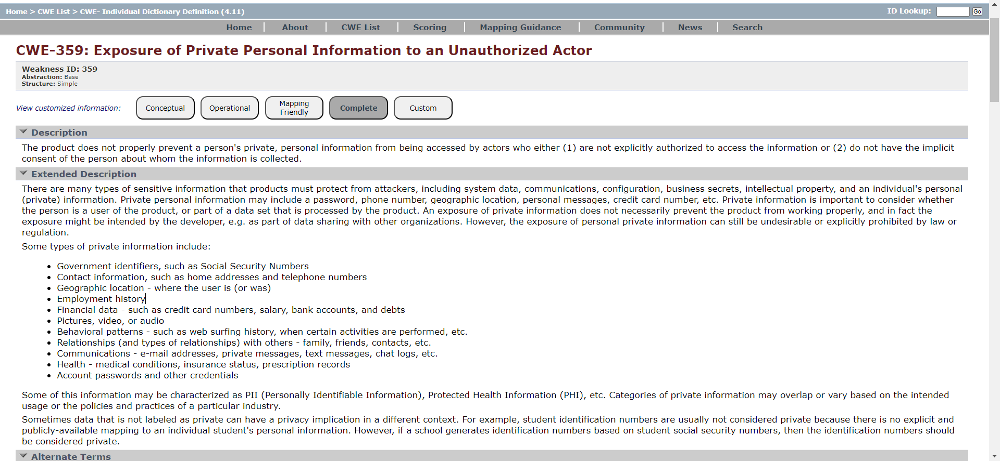 Home > CWE List > CWE- Individual Dictionary Definition (4.11)
ID Lookup: Go
Home About CWE List Scoring Mapping Guidance Community News Search
CWE-359: Exposure of Private Personal Information to an Unauthorized Actor
Weakness ID: 359
Abstraction: Base
Structure: Simple
View customized information:
Conceptual
Operational
Mapping
Friendly
Complete
Custom
Description
The product does not properly prevent a person's private, personal information from being accessed by actors who either (1) are not explicitly authorized to access the information or (2) do not have the implicit
consent of the person about whom the information is collected.
Extended Description
There are many types of sensitive information that products must protect from attackers, including system data, communications, configuration, business secrets, intellectual property, and an individual's personal
(private) information. Private personal information may include a password, phone number, geographic location, personal messages, credit card number, etc. Private information is important to consider whether
the person is a user of the product, or part of a data set that is processed by the product. An exposure of private information does not necessarily prevent the product from working properly, and in fact the
exposure might be intended by the developer, e.g. as part of data sharing with other organizations. However, the exposure of personal private information can still be undesirable or explicitly prohibited by law or
regulation.
Some types of private information include:
• Government identifiers, such as Social Security Numbers
• Contact information, such as home addresses and telephone numbers
• Geographic location - where the user is (or was)
• Employment history
• Financial data - such as credit card numbers, salary, bank accounts, and debts
• Pictures, video, or audio
• Behavioral patterns - such as web surfing history, when certain activities are performed, etc.
• Relationships (and types of relationships) with others - family, friends, contacts, etc.
• Communications - e-mail addresses, private messages, text messages, chat logs, etc.
• Health - medical conditions, insurance status, prescription records
• Account passwords and other credentials
Some of this information may be characterized as PII (Personally Identifiable Information), Protected Health Information (PHI), etc. Categories of private information may overlap or vary based on the intended
usage or the policies and practices of a particular industry.
Sometimes data that is not labeled as private can have a privacy implication in a different context. For example, student identification numbers are usually not considered private because there is no explicit and
publicly-available mapping to an individual student's personal information. However, if a school generates identification numbers based on student social security numbers, then the identification numbers should
be considered private.
Alternate Terms